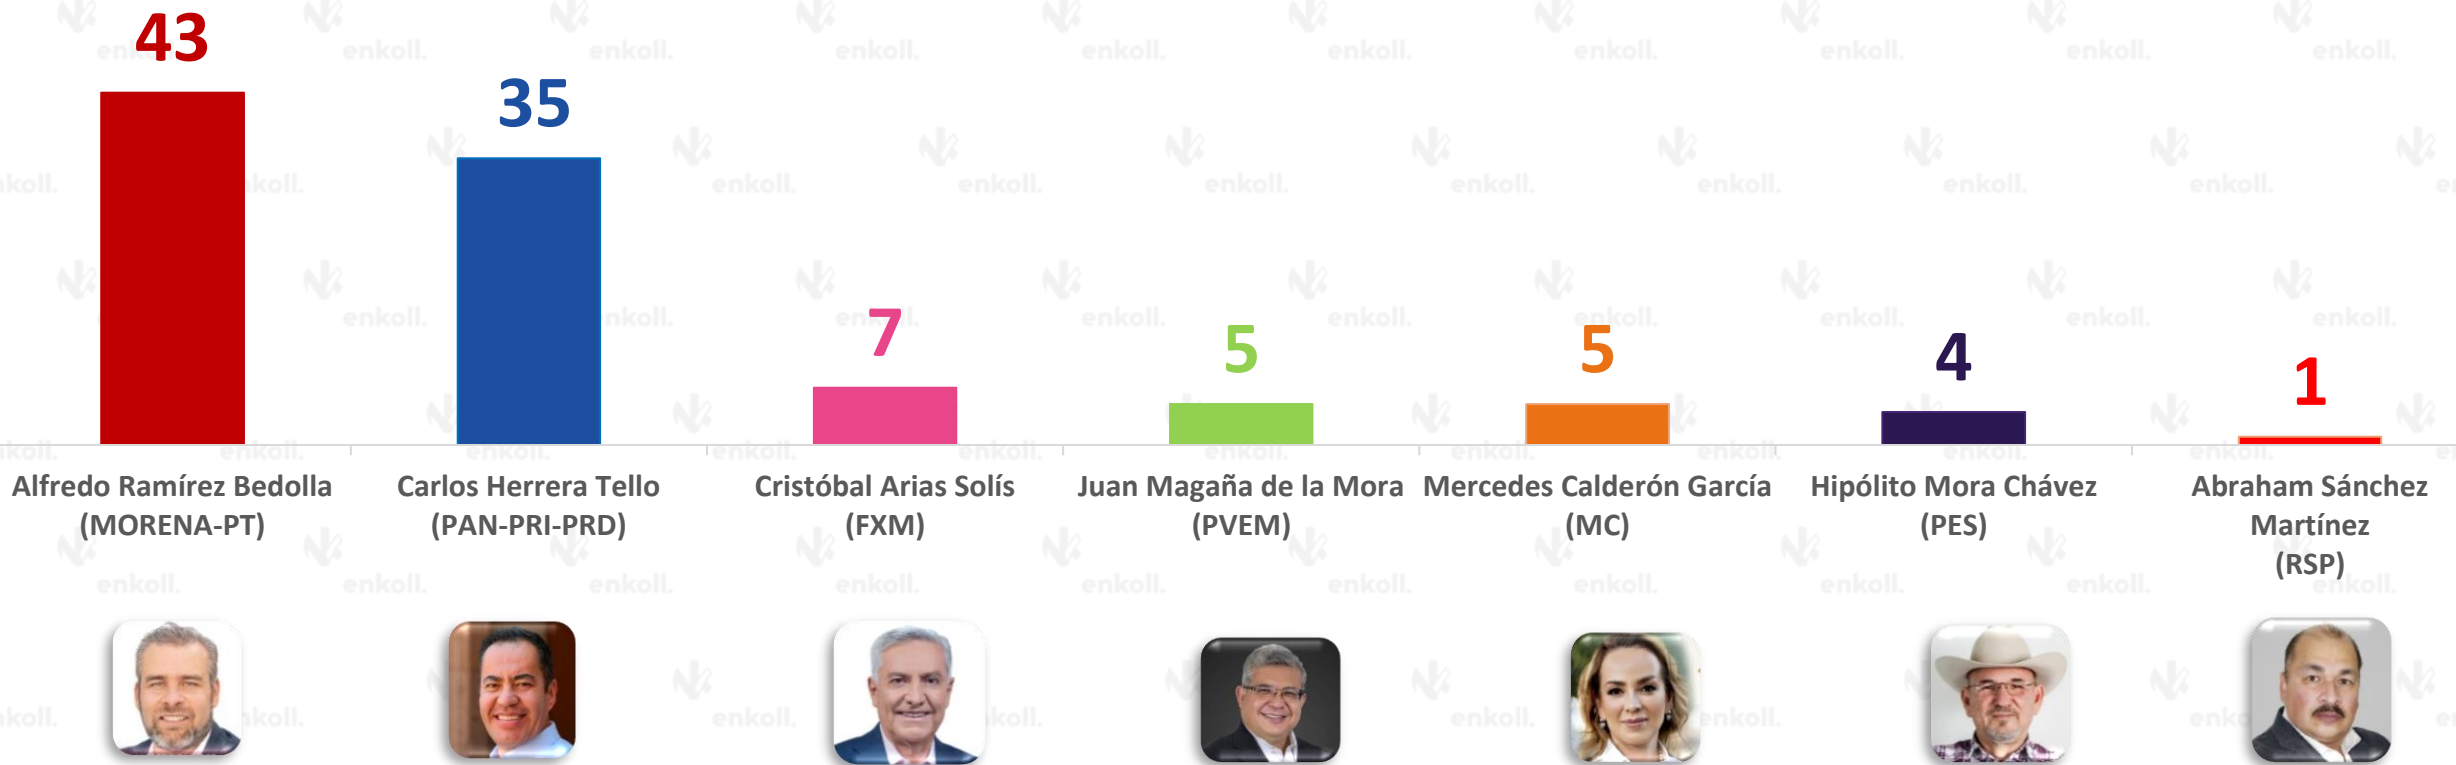 43
35
7
5
5
4
1
Alfredo Ramírez Bedolla
(MORENA-PT)
Carlos Herrera Tello
(PAN-PRI-PRD)
Cristóbal Arias Solís
(FXM)
Juan Magaña de la Mora
(PVEM)
Mercedes Calderón García
(MC)
Hipólito Mora Chávez
(PES)
Abraham Sánchez
Martínez
(RSP)
enkoll.